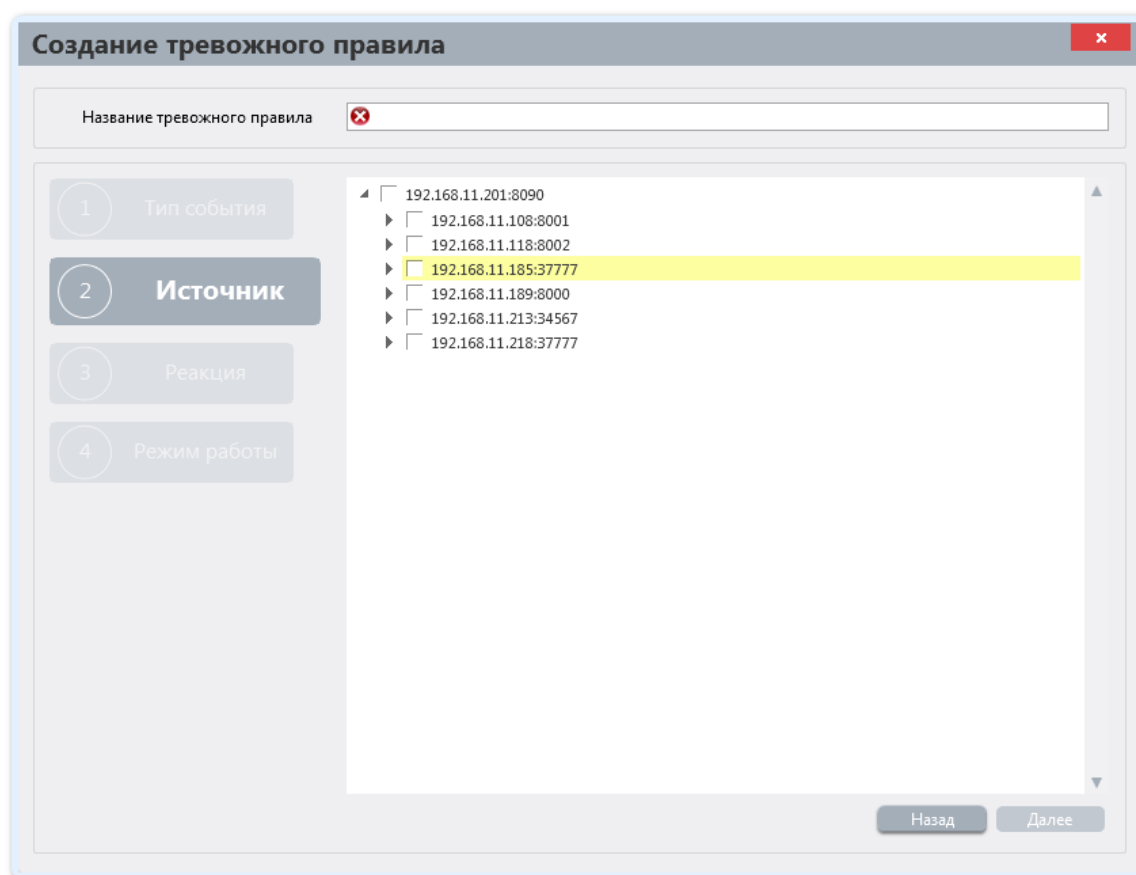 Создание тревожного правила
Название тревожного правила
1 Тип события
2 Источник
3 Реакция
4 Режим работы
192.168.11.201:8090
192.168.11.108:8001
192.168.11.118:8002
192.168.11.185:37777
192.168.11.189:8000
192.168.11.213:34567
192.168.11.218:37777
Назад Далее